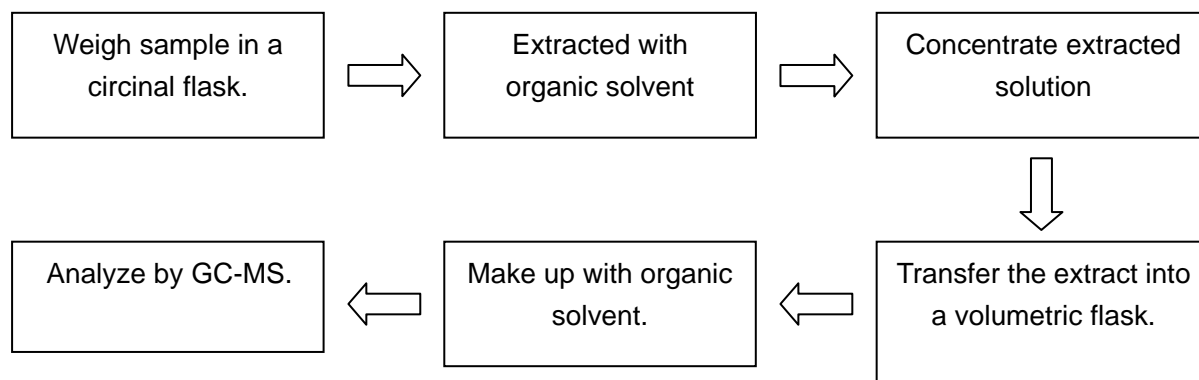 Weigh sample in a
circinal flask.
Extracted with
organic solvent
Concentrate extracted
solution
Transfer the extract into
a volumetric flask.
Make up with organic
solvent.
Analyze by GC-MS.